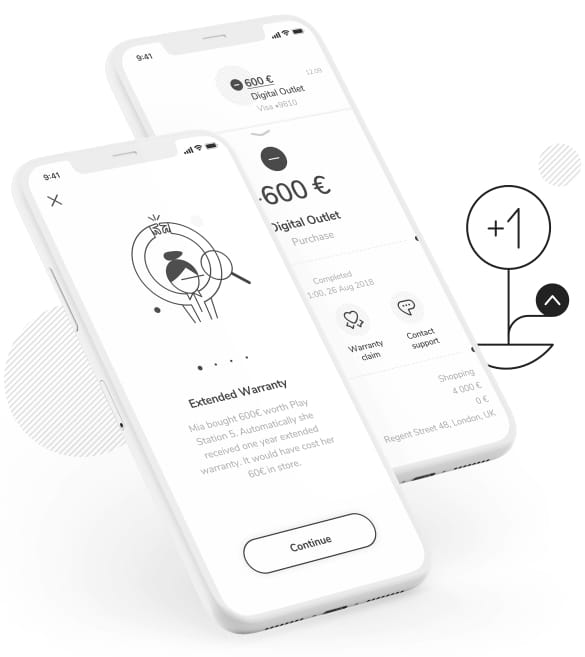 9:41
600 €
12:09
Digital Outlet
Visa •9610
-600 €
Digital Outlet
Purchase
Completed
1:00, 26 Aug 2018
Warranty
claim
Contact
support
Shopping
4 000 €
0 €
Regent Street 48, London, UK
9:41
Extended Warranty
Mia bought 600€ worth Play
Station 5. Automatically she
received one year extended
warranty. It would have cost her
60€ in store.
Continue
+1